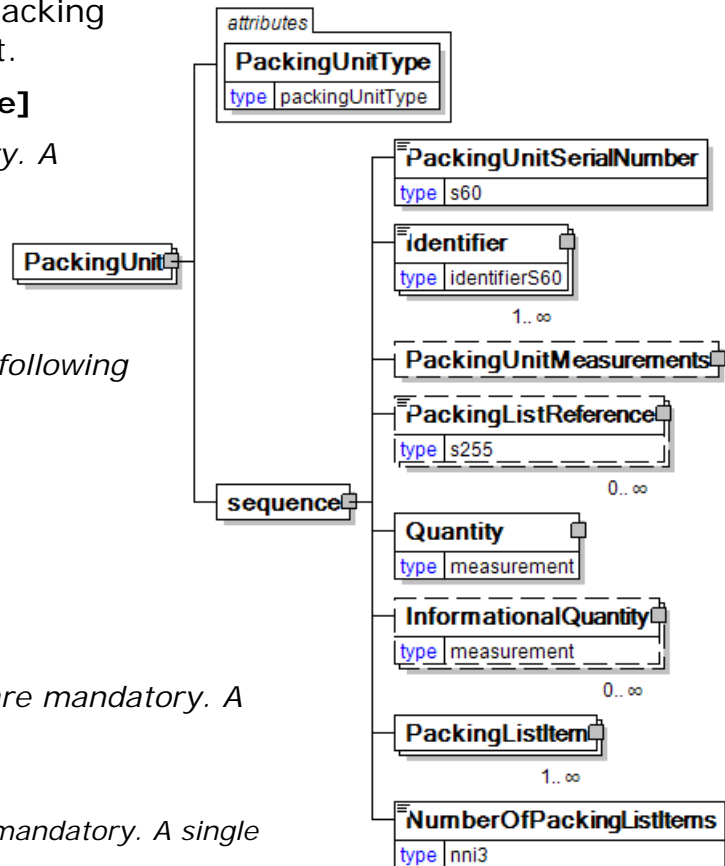 acking
t.
e]
y. A
following
are mandatory. A
mandatory. A single
attributes
PackingUnitType
type packingUnitType
PackingUnit
sequence
PackingUnitSerialNumber
type s60
Identifier
type identifierS60
1.. ∞
PackingUnitMeasurements
PackingListReference
type s255
0.. ∞
Quantity
type measurement
InformationalQuantity
type measurement
0.. ∞
PackingListItem
1.. ∞
NumberOfPackingListItems
type nni3